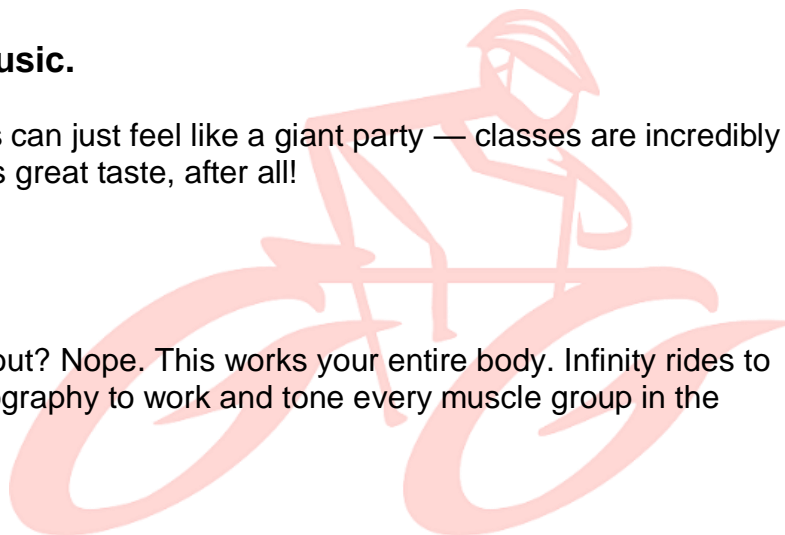 usic.
s can just feel like a giant party — classes are incredibly
s great taste, after all!
out? Nope. This works your entire body. Infinity rides to
ography to work and tone every muscle group in the